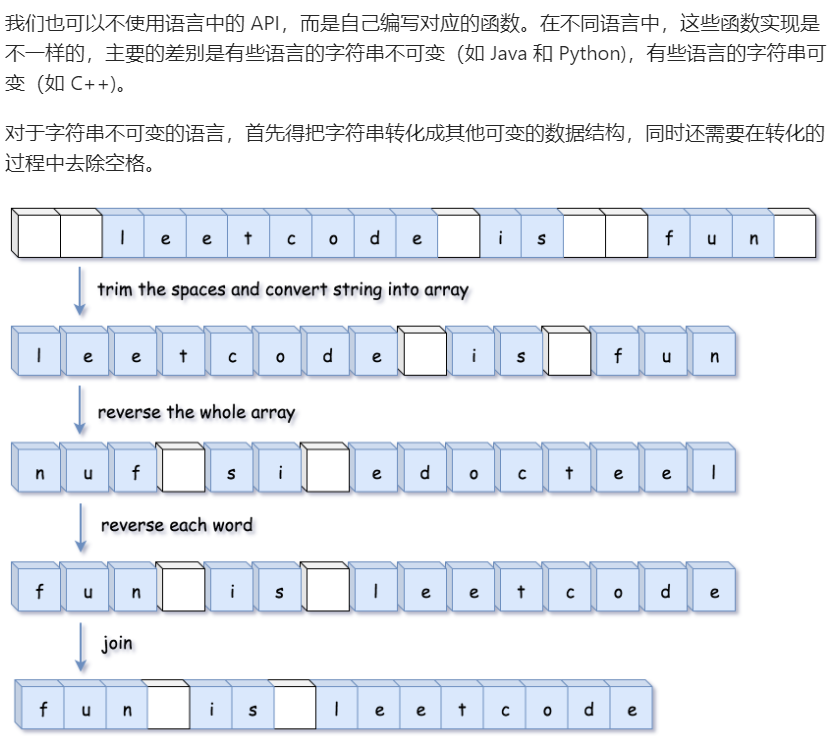 我们也可以不使用语言中的 API，而是自己编写对应的函数。在不同语言中，这些函数实现是
不一样的，主要的差别是有些语言的字符串不可变（如 Java 和 Python)，有些语言的字符串可
变（如 C++)。
对于字符串不可变的语言，首先得把字符串转化成其他可变的数据结构，同时还需要在转化的
过程中去除空格。
l e e t c o d e i s f u n
trim the spaces and convert string into array
l e e t c o d e i s f u n
reverse the whole array
n u f s i e d o c t e e l
reverse each word
f u n i s l e e t c o d e
join
f u n i s l e e t c o d e